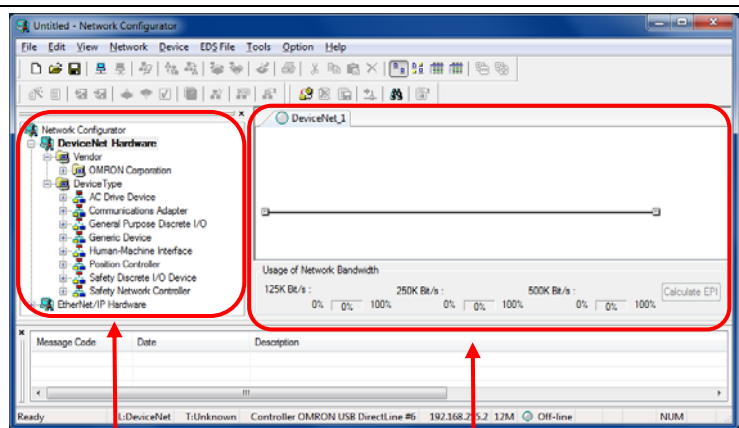 Untitled - Network Configurator
File Edit View Network Device EDS File Tools Option Help
Network Configurator
DeviceNet Hardware
Vendor
OMRON Corporation
DeviceType
AC Drive Device
Communications Adapter
General Purpose Discrete I/O
Generic Device
Human-Machine Interface
Position Controller
Safety Discrete I/O Device
Safety Network Controller
EtherNet/IP Hardware
DeviceNet_1
Usage of Network Bandwidth
125K Bit/s : 250K Bit/s : 500K Bit/s :
0% 0% 100% 0% 0% 100% 0% 0% 100%
Calculate EPI
Message Code Date Description
Ready L:DeviceNet T:Unknown Controller OMRON USB DirectLine #6 12M Off-line NUM